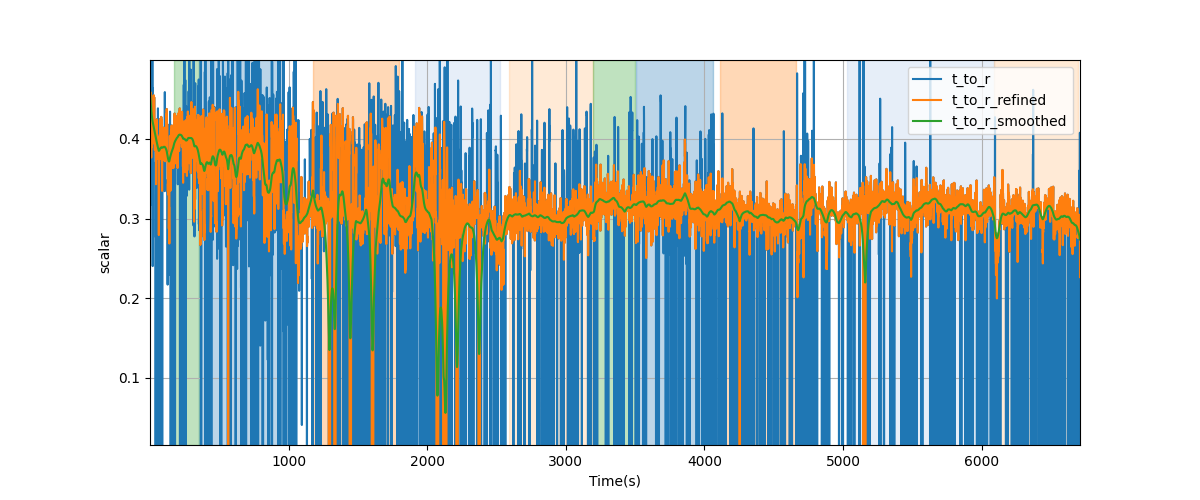 t_to_r
t_to_r_refined
t_to_r_smoothed
0.4
0.3
0.2
0.1
scalar
1000 2000 3000 4000 5000 6000
Time(s)